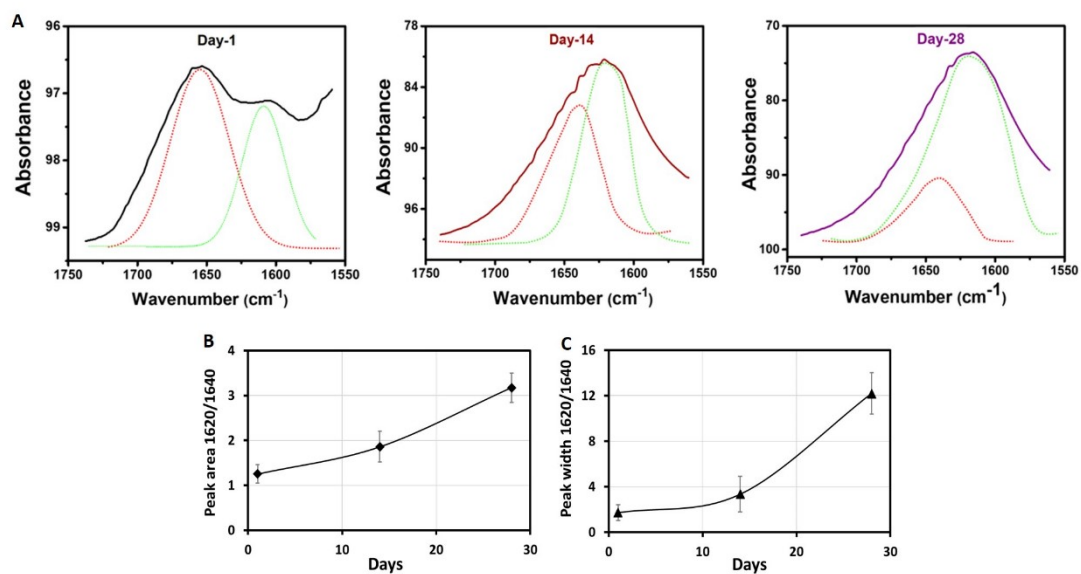 A
Day-1
Absorbance
96
97
98
99
1750
1650
1550
Wavenumber (cm-1)
Day-14
Absorbance
78
84
90
96
1750
1700
1650
1600
1550
Wavenumber (cm-1)
Day-28
Absorbance
70
80
90
100
1750
1700
1650
1600
1550
Wavenumber (cm-1)
B
Peak area 1620/1640
4
3
2
1
0
0
10
20
30
Days
C
Peak width 1620/1640
16
12
8
4
0
0
10
20
30
Days